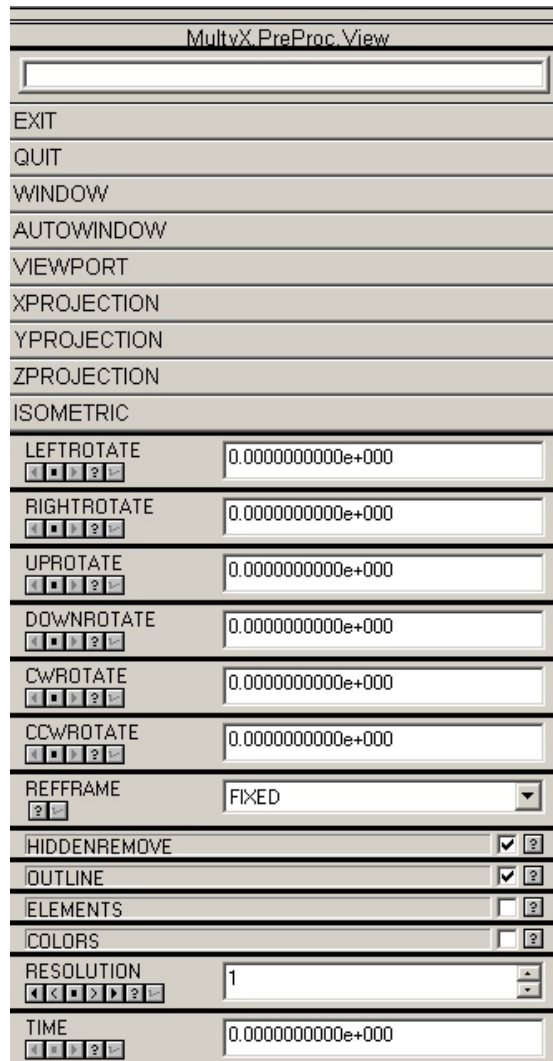 MultyX.PreProc.View
EXIT
QUIT
WINDOW
AUTOWINDOW
VIEWPORT
XPROJECTION
YPROJECTION
ZPROJECTION
ISOMETRIC
LEFTROTATE 0.0000000000e+000
?
RIGHTROTATE 0.0000000000e+000
?
UPROTATE 0.0000000000e+000
?
DOWNROTATE 0.0000000000e+000
?
CWROTATE 0.0000000000e+000
?
CCWROTATE 0.0000000000e+000
?
REFFRAME FIXED
?
HIDDENREMOVE ?
OUTLINE ?
ELEMENTS ?
COLORS ?
RESOLUTION 1
?
TIME 0.0000000000e+000
?